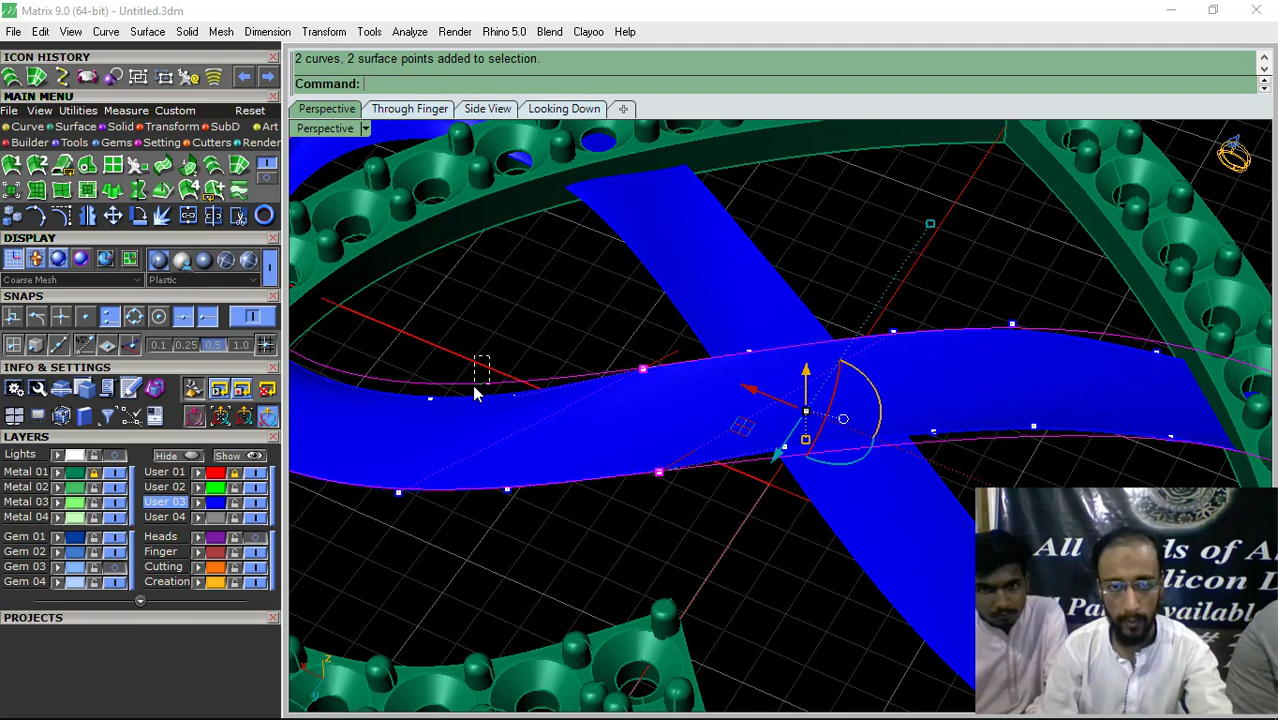 Matrix 9.0 (64-bit) - Untitled.3dm
File Edit View Curve Surface Solid Mesh Dimension Transform Tools Analyze Render Rhino 5.0 Blend Clayoo Help
ICON HISTORY
MAIN MENU
File View Utilities Measure Custom Reset
Curve Surface Solid Transform SubD Art
Builder Tools Gems Setting Cutters Render
DISPLAY
Coarse Mesh Plastic
SNAPS
0.1 0.25 0.5 1.0
INFO & SETTINGS
LAYERS
Lights Hide Show
Metal 01 User 01
Metal 02 User 02
Metal 03 User 03
Metal 04 User 04
Gem 01 Heads
Gem 02 Finger
Gem 03 Cutting
Gem 04 Creation
PROJECTS
2 curves, 2 surface points added to selection.
Command:
Perspective Through Finger Side View Looking Down
Perspective
z
x
All ds of A
ilicon D
Pa vailable
#